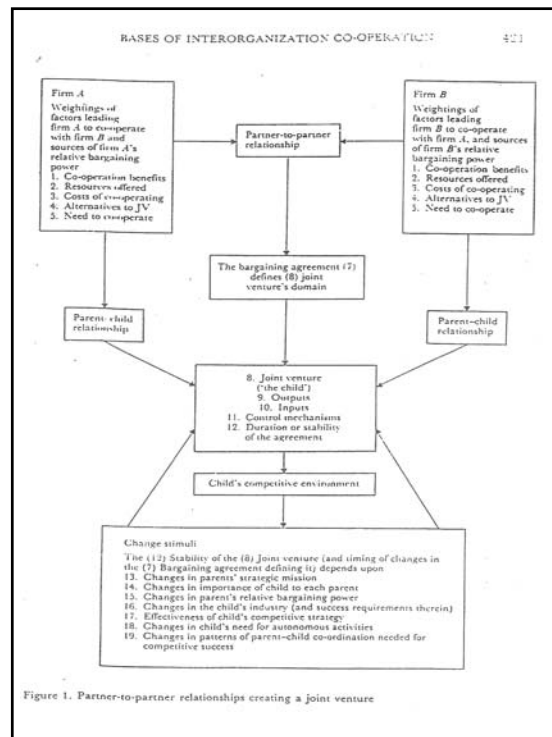 BASES OF INTERORGANIZATION CO-OPERATION 421
Firm A
Weightings of
factors leading
firm A to co-operate
with firm B and
sources of firm A's
relative bargaining
power
1. Co-operation benefits
2. Resources offered
3. Costs of co-operating
4. Alternatives to JV
5. Need to co-operate
Partner-to-partner
relationship
Firm B
Weightings of
factors leading
firm B to co-operate
with firm A, and sources
of firm B's relative
bargaining power
1. Co-operation benefits
2. Resources offered
3. Costs of co-operating
4. Alternatives to JV
5. Need to co-operate
The bargaining agreement (7)
defines (8) joint
venture's domain
Parent-child
relationship
Parent-child
relationship
8. Joint venture
('the child')
9. Outputs
10. Inputs
11. Control mechanisms
12. Duration or stability
of the agreement
Child's competitive environment
Change stimuli
The (12) Stability of the (8) Joint venture (and timing of changes in
the (7) Bargaining agreement defining it) depends upon
13. Changes in parents' strategic mission
14. Changes in importance of child to each parent
15. Changes in parent's relative bargaining power
16. Changes in the child's industry (and success requirements therein)
17. Effectiveness of child's competitive strategy
18. Changes in child's need for autonomous activities
19. Changes in patterns of parent-child co-ordination needed for
competitive success
Figure 1. Partner-to-partner relationships creating a joint venture